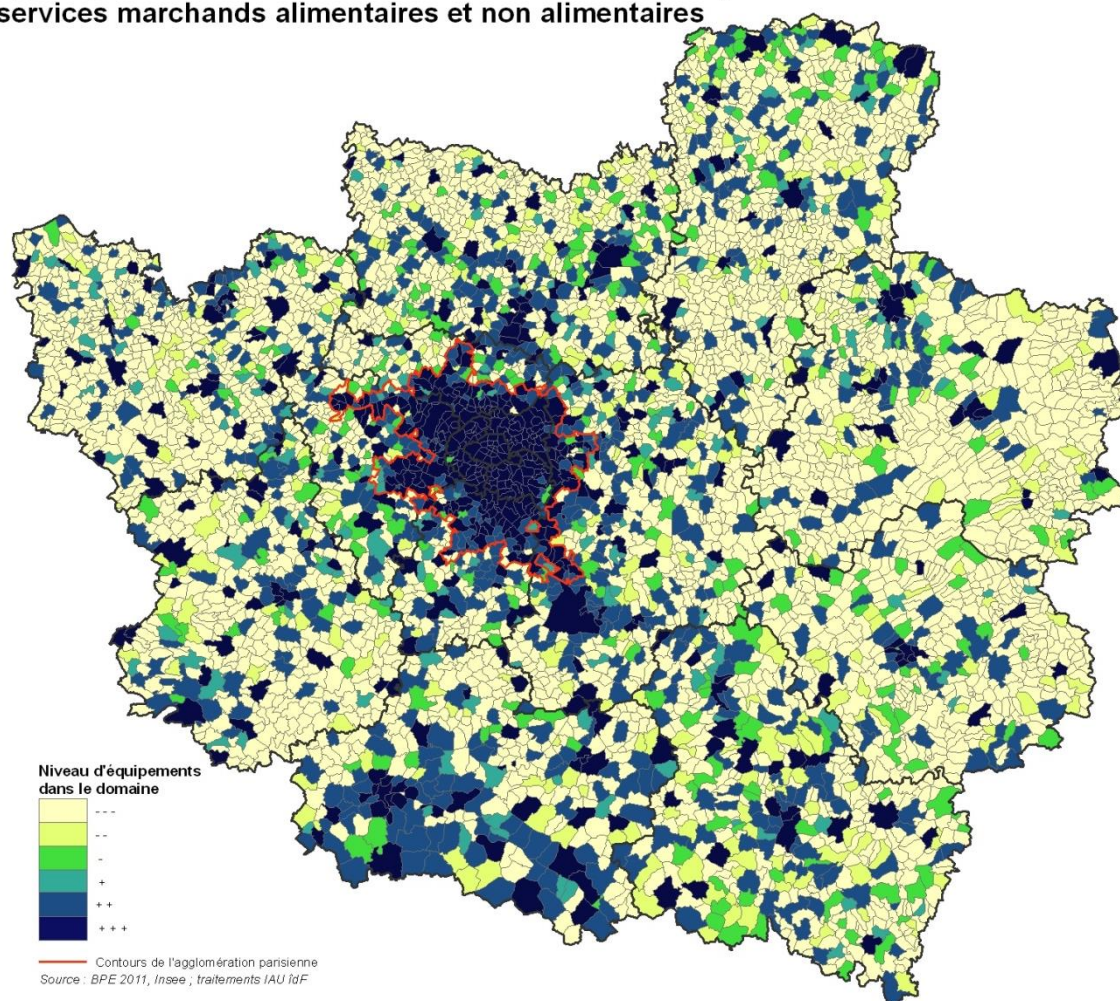 services marchands alimentaires et non alimentaires
Niveau d'équipements
dans le domaine
- - -
- -
-
+
+ +
+ + +
Contours de l'agglomération parisienne
Source : BPE 2011, Insee ; traitements IAU îdF